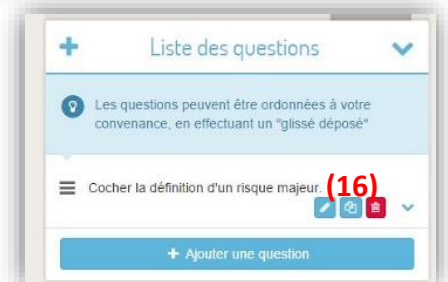 Liste des questions
Les questions peuvent être ordonnées à votre
convenance, en effectuant un "glissé déposé"
Cocher la définition d'un risque majeur. (16)
+ Ajouter une question